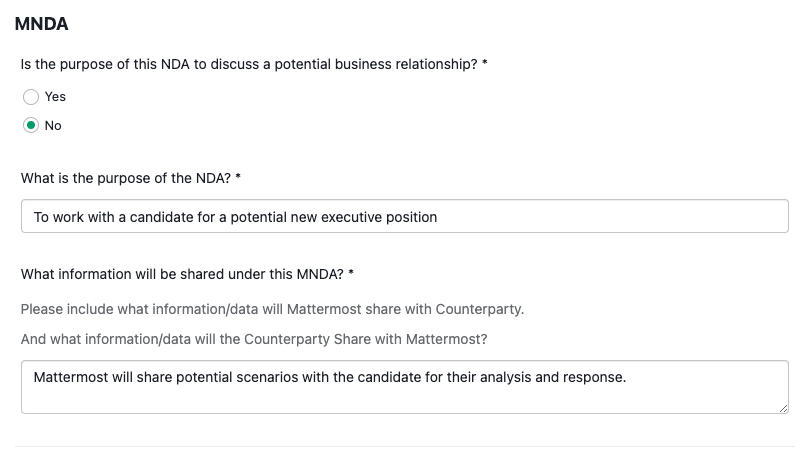 MNDA
Is the purpose of this NDA to discuss a potential business relationship? *
Yes
No
What is the purpose of the NDA? *
To work with a candidate for a potential new executive position
What information will be shared under this MNDA? *
Please include what information/data will Mattermost share with Counterparty.
And what information/data will the Counterparty Share with Mattermost?
Mattermost will share potential scenarios with the candidate for their analysis and response.